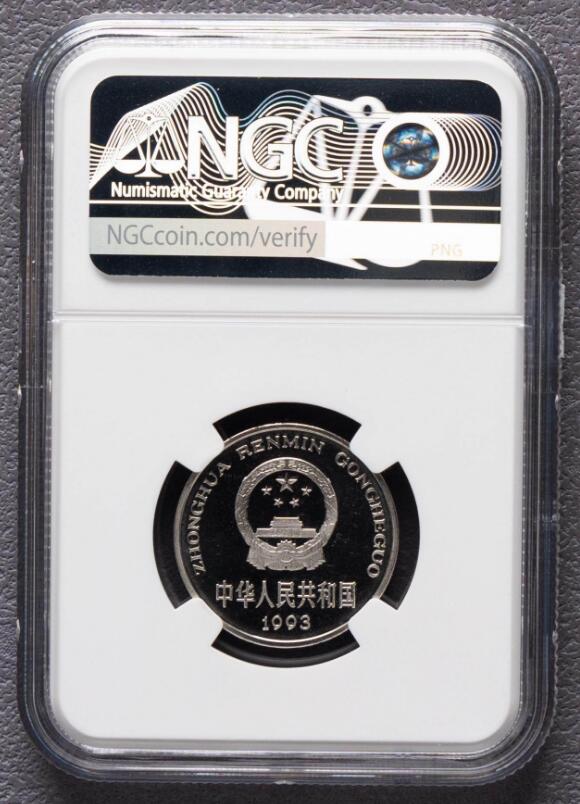 NGC
Numismatic Guaranty Company
NGCcoin.com/verify
PNG
ZHONGHUA RENMIN GONGHEGUO
中华人民共和国
1993